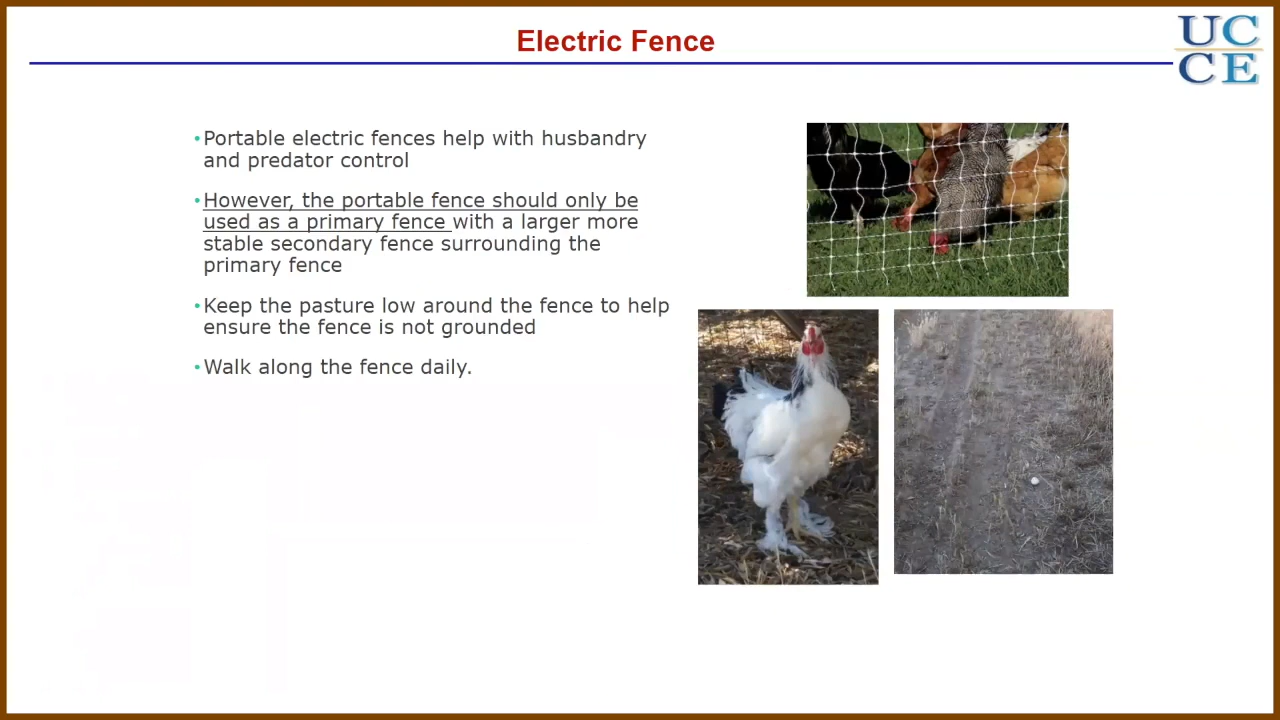 Electric Fence
UC
CE
•Portable electric fences help with husbandry
and predator control
•However, the portable fence should only be
used as a primary fence with a larger more
stable secondary fence surrounding the
primary fence
•Keep the pasture low around the fence to help
ensure the fence is not grounded
•Walk along the fence daily.